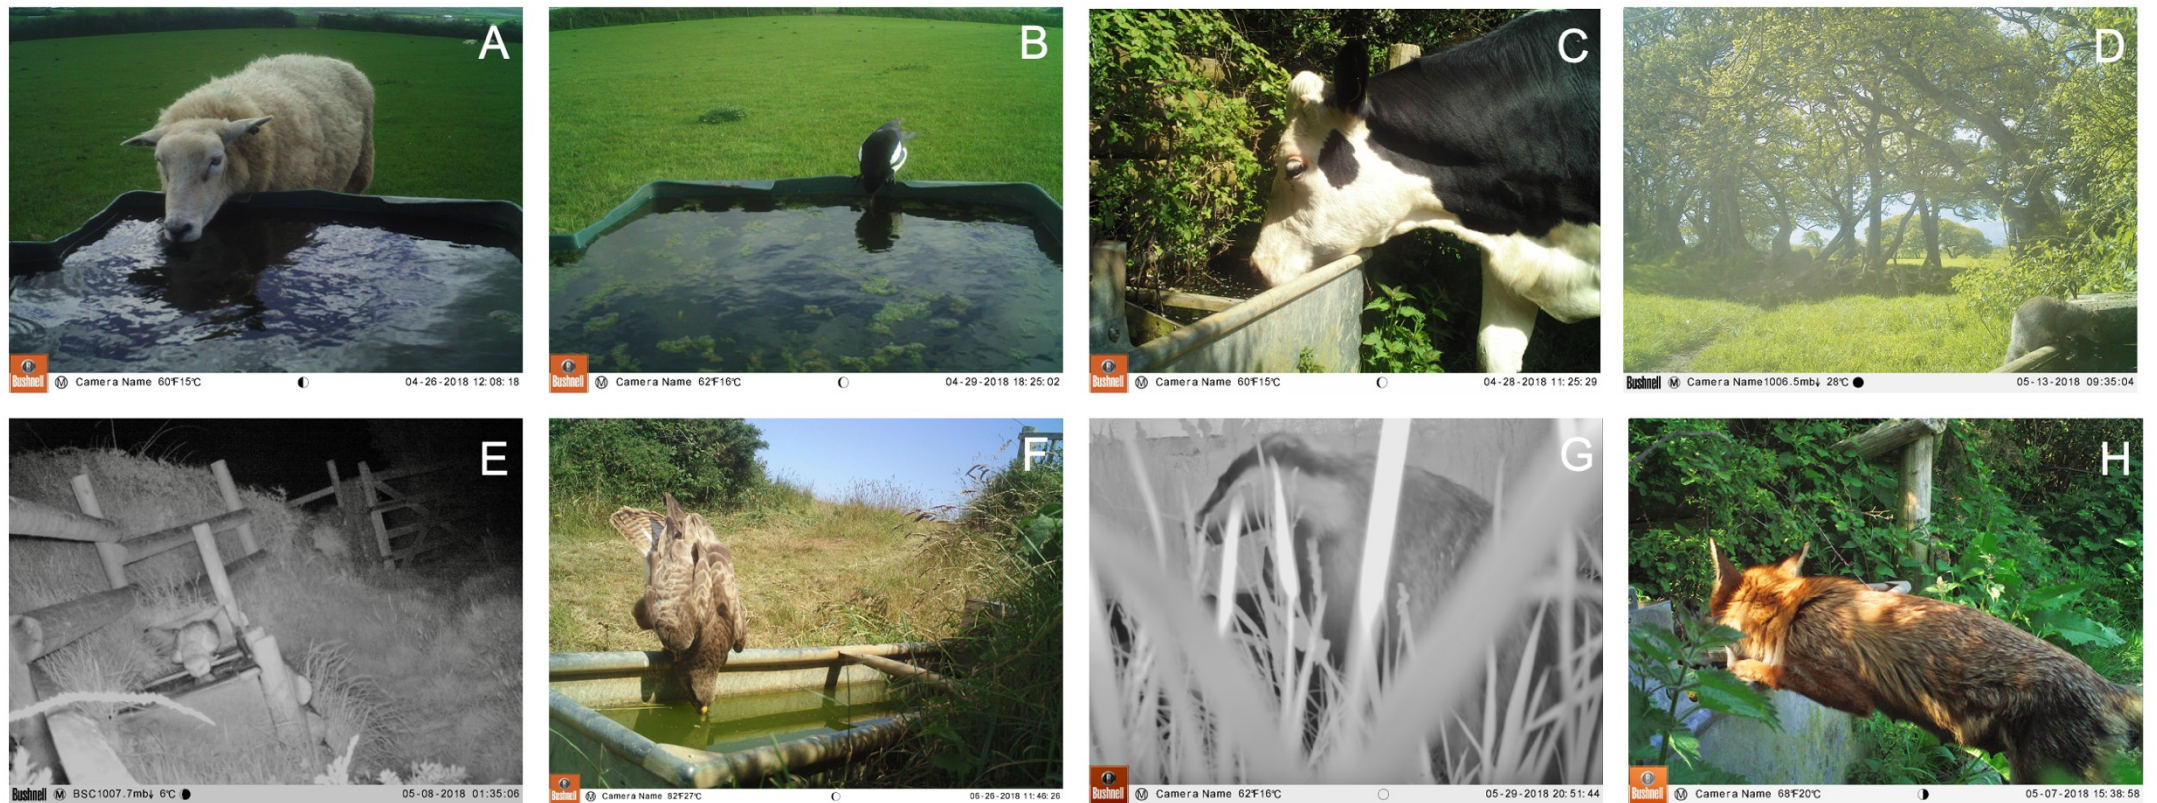 A
B
C
D
Bushnell M Camera Name 60°F15°C 04-26-2018 12:08:18
Bushnell M Camera Name 62°F16°C 04-29-2018 18:25:02
Bushnell M Camera Name 60°F15°C 04-28-2018 11:25:29
Bushnell M Camera Name1006.5mb↓ 28°C 05-13-2018 09:35:04
E
F
G
H
Bushnell M BSC1007.7mb↓ 6°C 05-08-2018 01:35:06
Bushnell M Camera Name 82°F27°C 06-26-2018 11:46:26
Bushnell M Camera Name 62°F16°C 05-29-2018 20:51:44
Bushnell M Camera Name 68°F20°C 05-07-2018 15:38:58